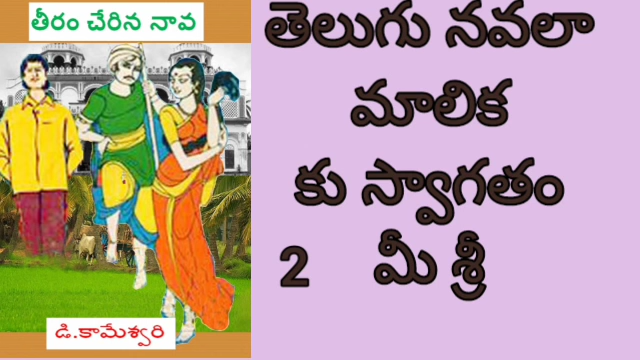 తీరం చేరిన నావ
డి.కామేశ్వరి
తెలుగు నవలా
మాలిక
కు స్వాగతం
2 మీ శ్రీ